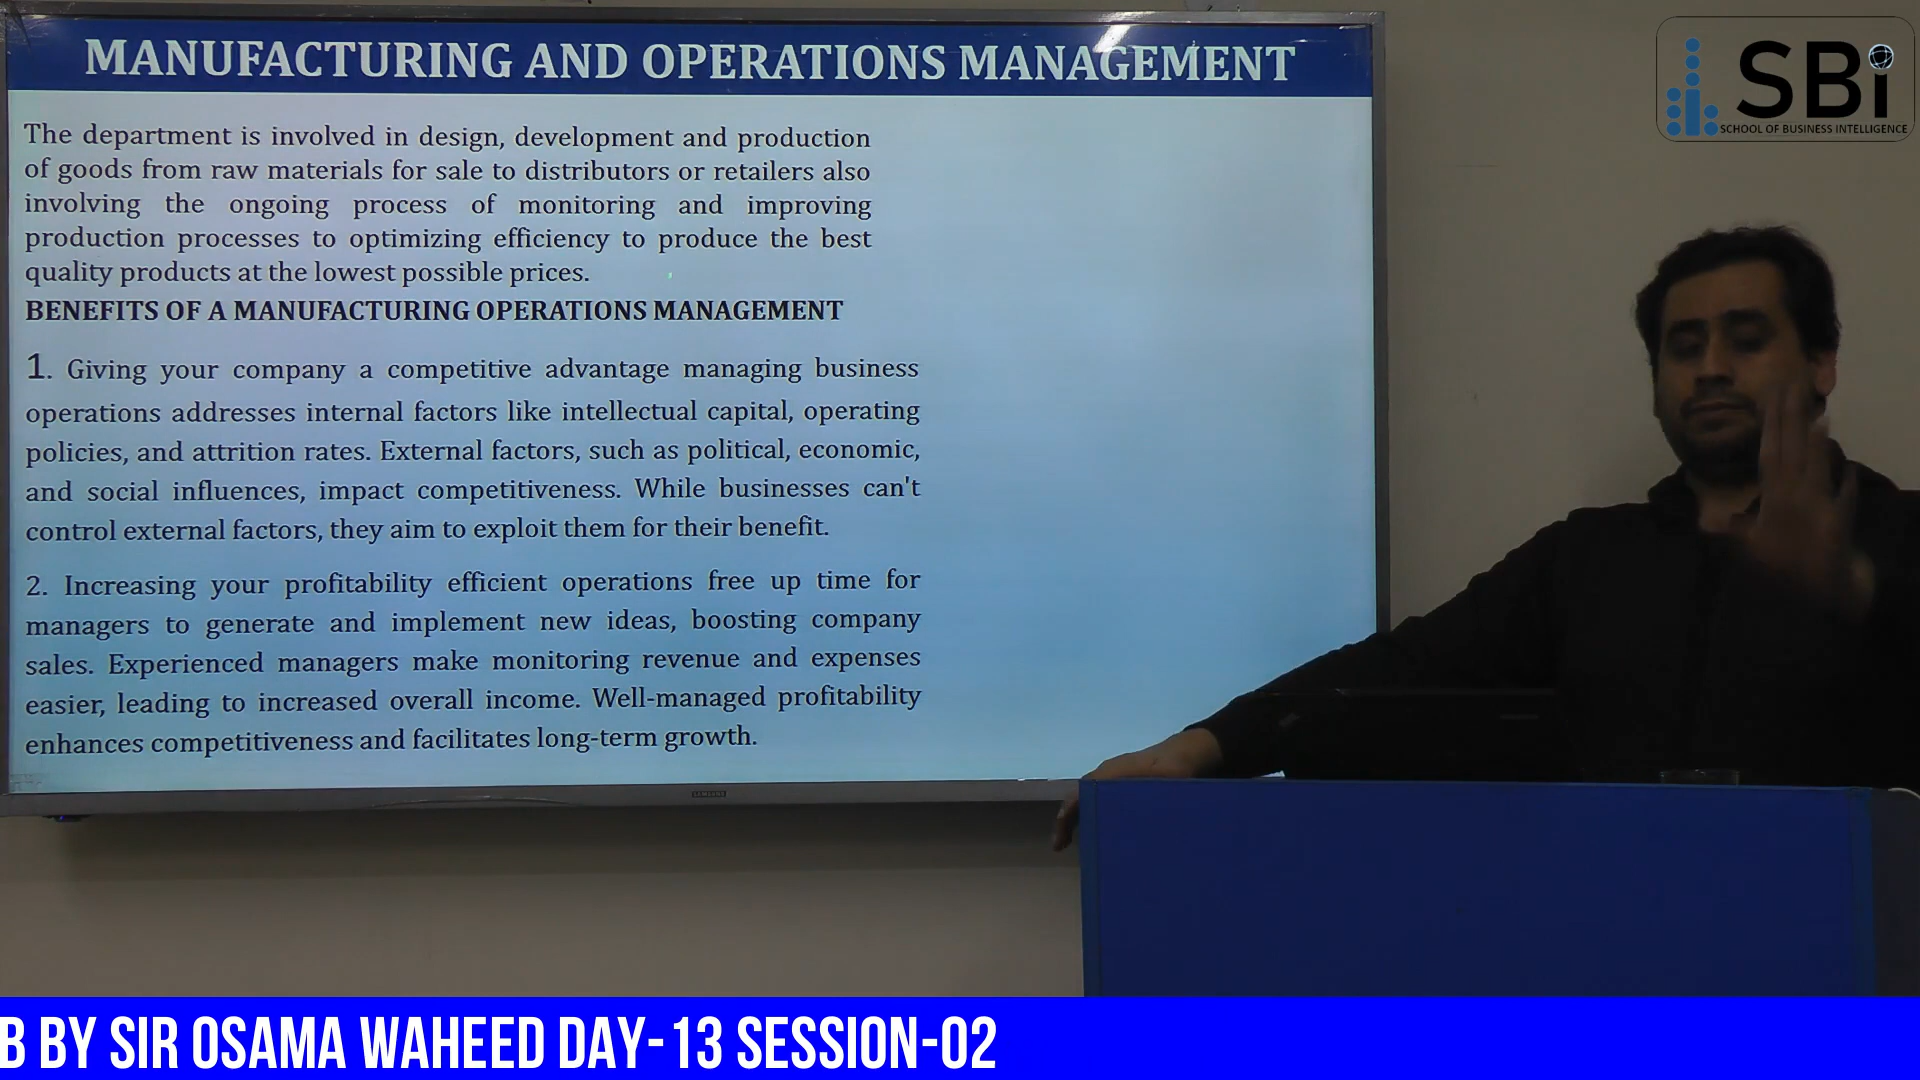 MANUFACTURING AND OPERATIONS MANAGEMENT
The department is involved in design, development and production
of goods from raw materials for sale to distributors or retailers also
involving the ongoing process of monitoring and improving
production processes to optimizing efficiency to produce the best
quality products at the lowest possible prices.
BENEFITS OF A MANUFACTURING OPERATIONS MANAGEMENT
1. Giving your company a competitive advantage managing business
operations addresses internal factors like intellectual capital, operating
policies, and attrition rates. External factors, such as political, economic,
and social influences, impact competitiveness. While businesses can't
control external factors, they aim to exploit them for their benefit.
2. Increasing your profitability efficient operations free up time for
managers to generate and implement new ideas, boosting company
sales. Experienced managers make monitoring revenue and expenses
easier, leading to increased overall income. Well-managed profitability
enhances competitiveness and facilitates long-term growth.
SAMSUNG
SBi
SCHOOL OF BUSINESS INTELLIGENCE
B BY SIR OSAMA WAHEED DAY-13 SESSION-02